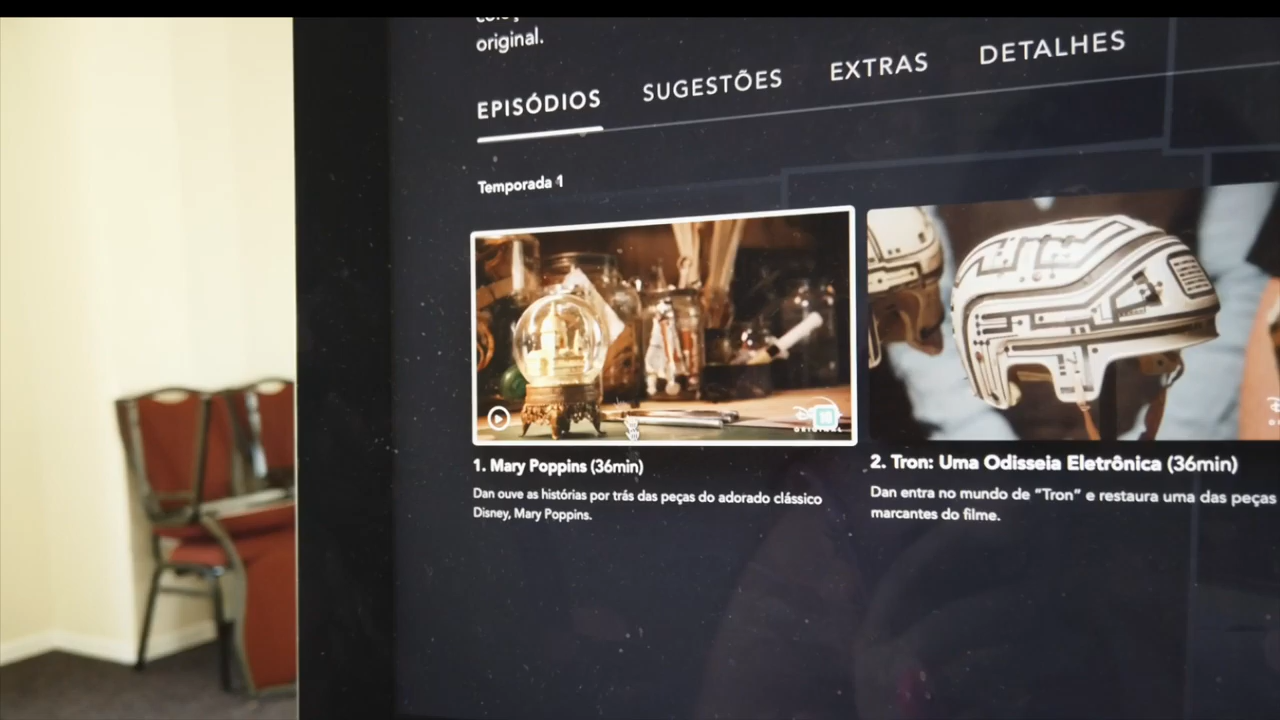 original.
EPISÓDIOS
SUGESTÕES
EXTRAS
DETALHES
Temporada 1
ORIGINAL
1. Mary Poppins (36min)
Dan ouve as histórias por trás das peças do adorado clássico
Disney, Mary Poppins.
2. Tron: Uma Odisseia Eletrônica (36min)
Dan entra no mundo de “Tron” e restaura uma das peças
marcantes do filme.